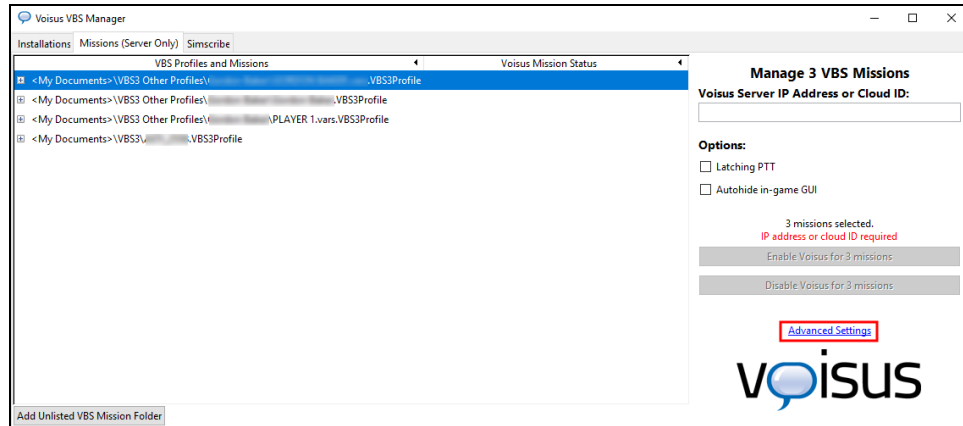 Voisus VBS Manager
Installations Missions (Server Only) Simscribe
VBS Profiles and Missions Voisus Mission Status
<My Documents>\VBS3 Other Profiles\ .VBS3Profile
<My Documents>\VBS3 Other Profiles\ .VBS3Profile
<My Documents>\VBS3 Other Profiles\ \PLAYER 1.vars.VBS3Profile
<My Documents>\VBS3\ .VBS3Profile
Add Unlisted VBS Mission Folder
Manage 3 VBS Missions
Voisus Server IP Address or Cloud ID:
Options:
Latching PTT
Autohide in-game GUI
3 missions selected.
IP address or cloud ID required
Enable Voisus for 3 missions
Disable Voisus for 3 missions
Advanced Settings
voisus